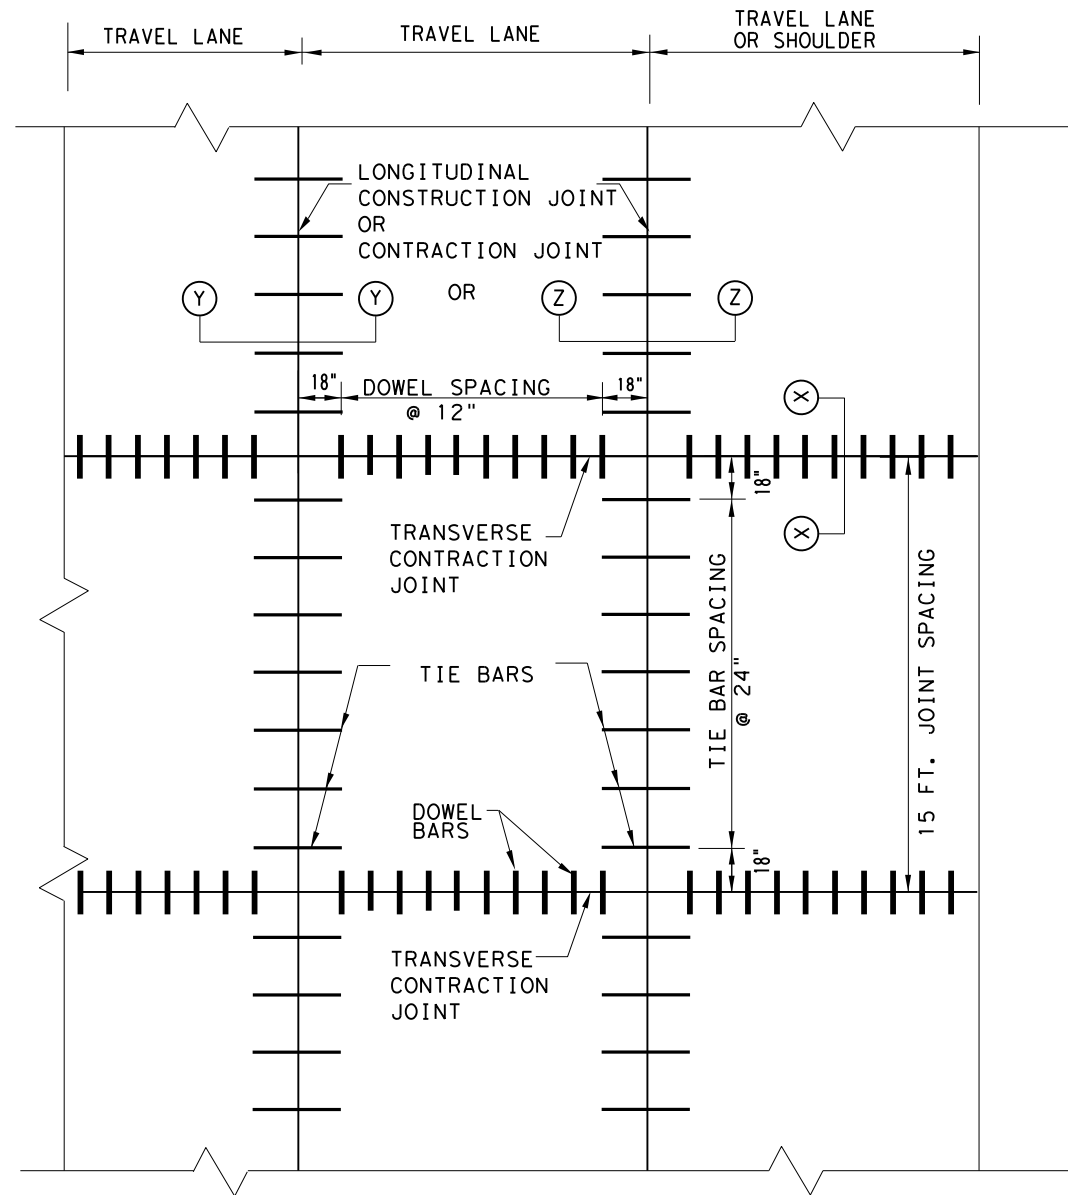 TRAVEL LANE
TRAVEL LANE
TRAVEL LANE
OR SHOULDER
LONGITUDINAL
CONSTRUCTION JOINT
OR
CONTRACTION JOINT
OR
Y
Y
Z
Z
18"
DOWEL SPACING
@ 12"
18"
X
X
18"
TRANSVERSE
CONTRACTION
JOINT
TIE BAR SPACING
@ 24"
15 FT. JOINT SPACING
TIE BARS
DOWEL
BARS
18"
TRANSVERSE
CONTRACTION
JOINT